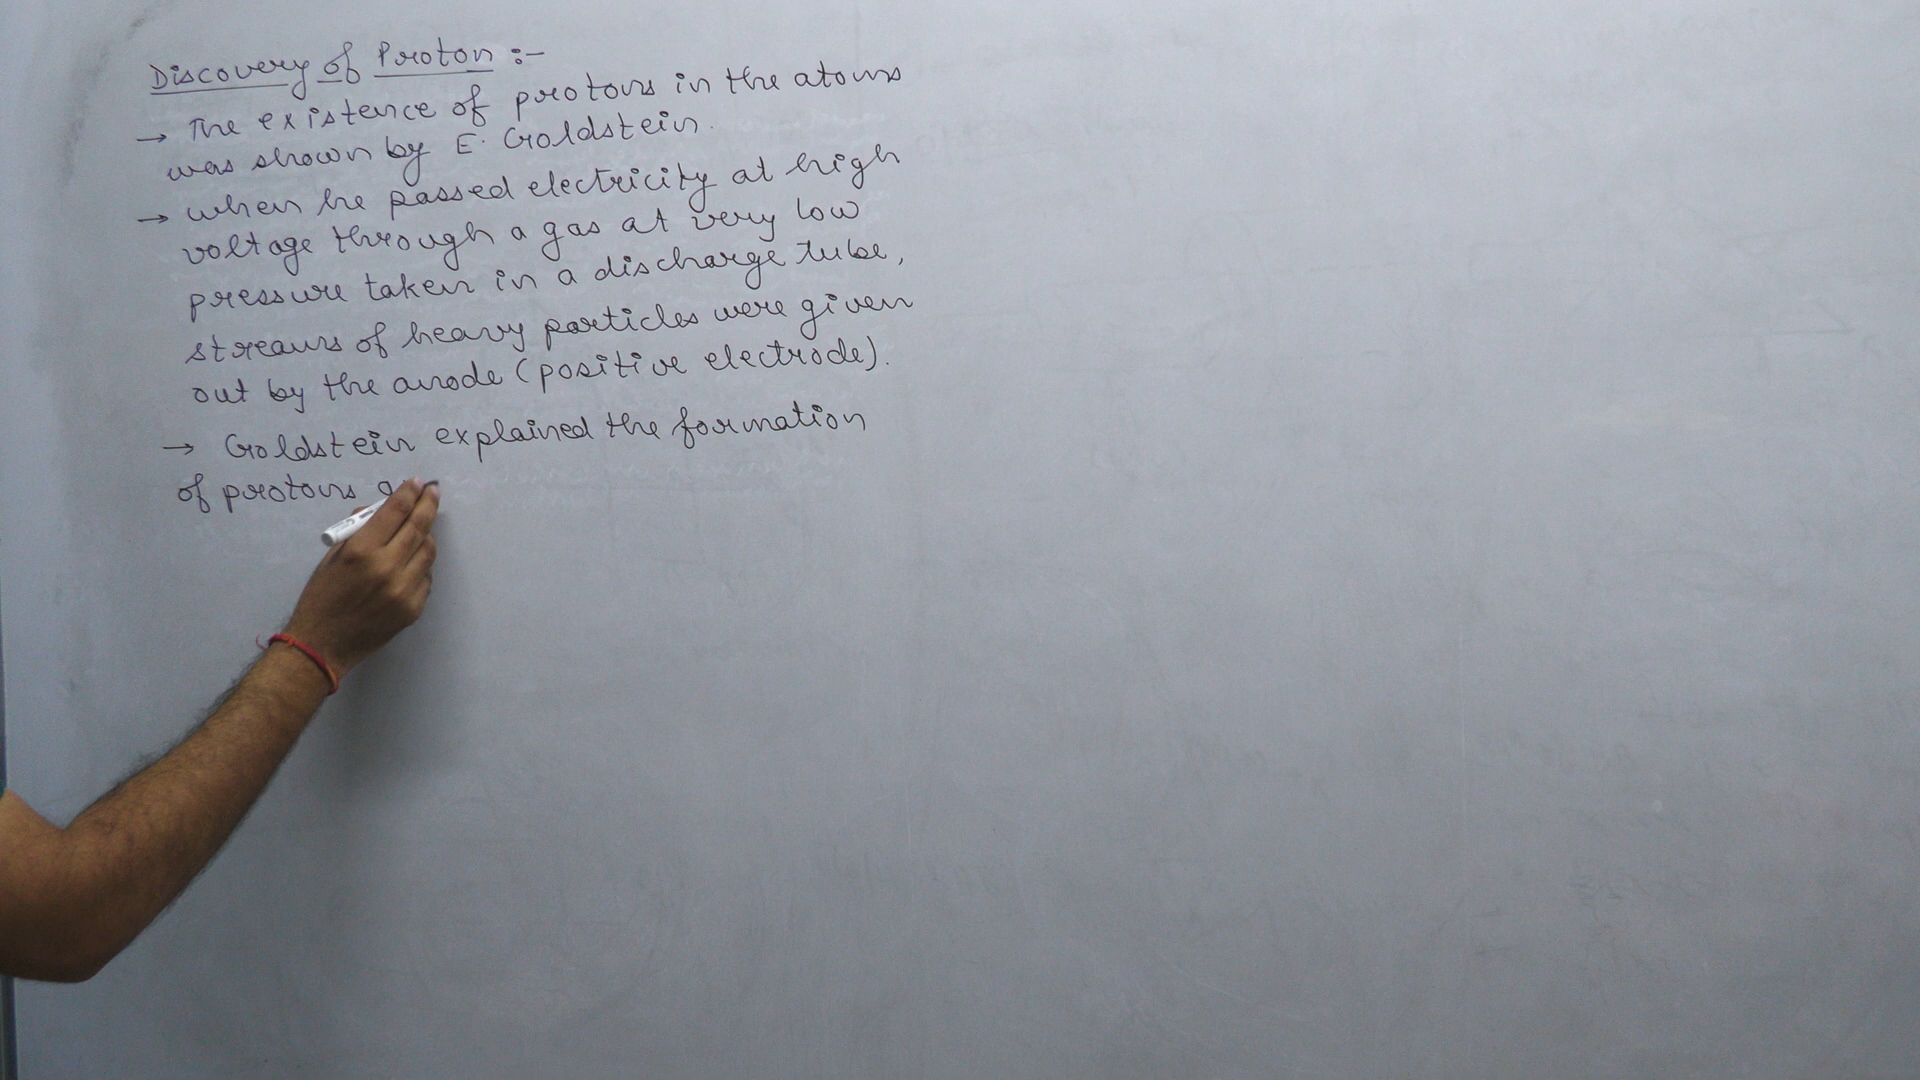 Discovery of Proton :-
→ The existence of protons in the atoms
was shown by E. Goldstein.
→ when he passed electricity at high
voltage through a gas at very low
pressure taken in a discharge tube,
streams of heavy particles were given
out by the anode (positive electrode).
→ Goldstein explained the formation
of protons